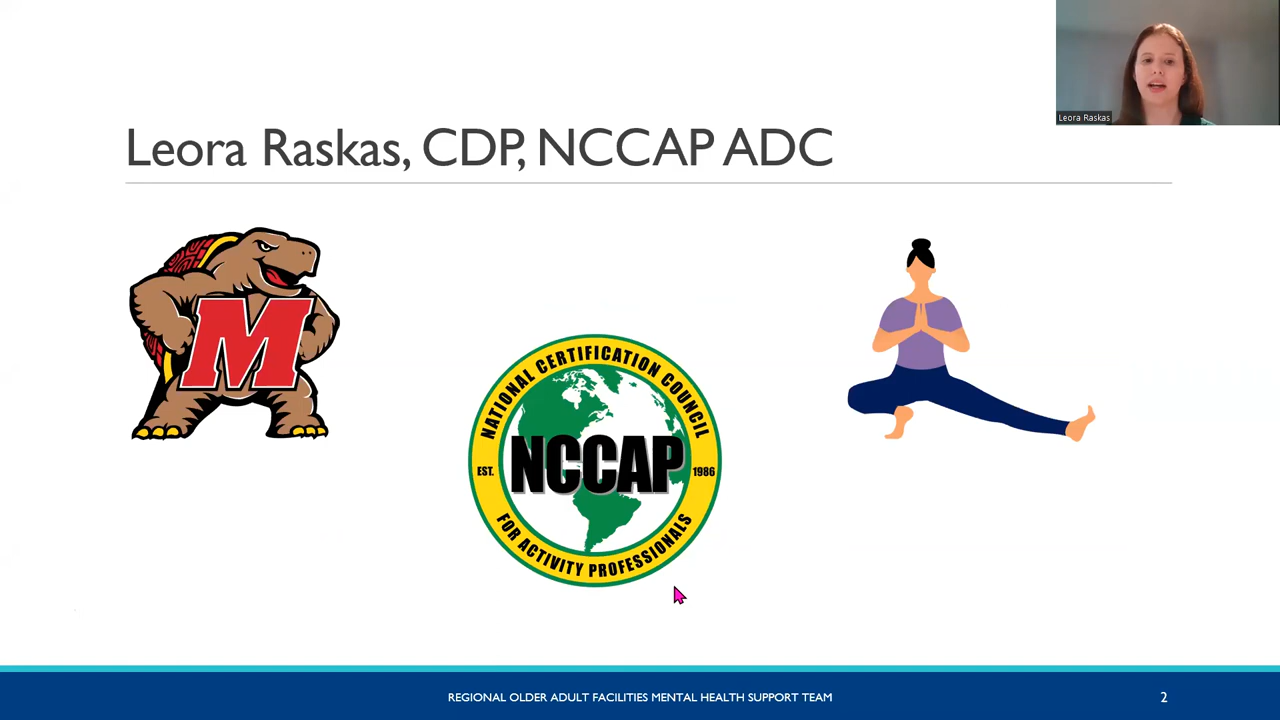 Leora Raskas
Leora Raskas, CDP, NCCAP ADC
M
NATIONAL CERTIFICATION COUNCIL
EST.
NCCAP
1986
FOR ACTIVITY PROFESSIONALS
REGIONAL OLDER ADULT FACILITIES MENTAL HEALTH SUPPORT TEAM
2